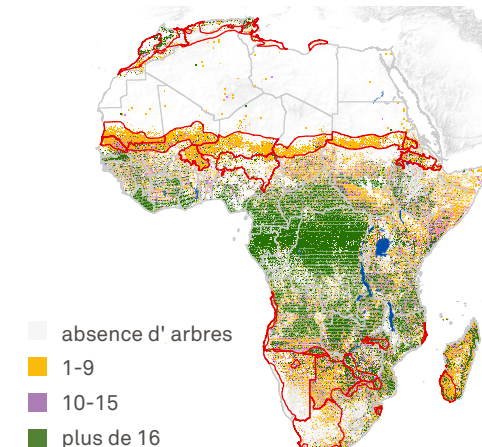 absence d' arbres
1-9
10-15
plus de 16